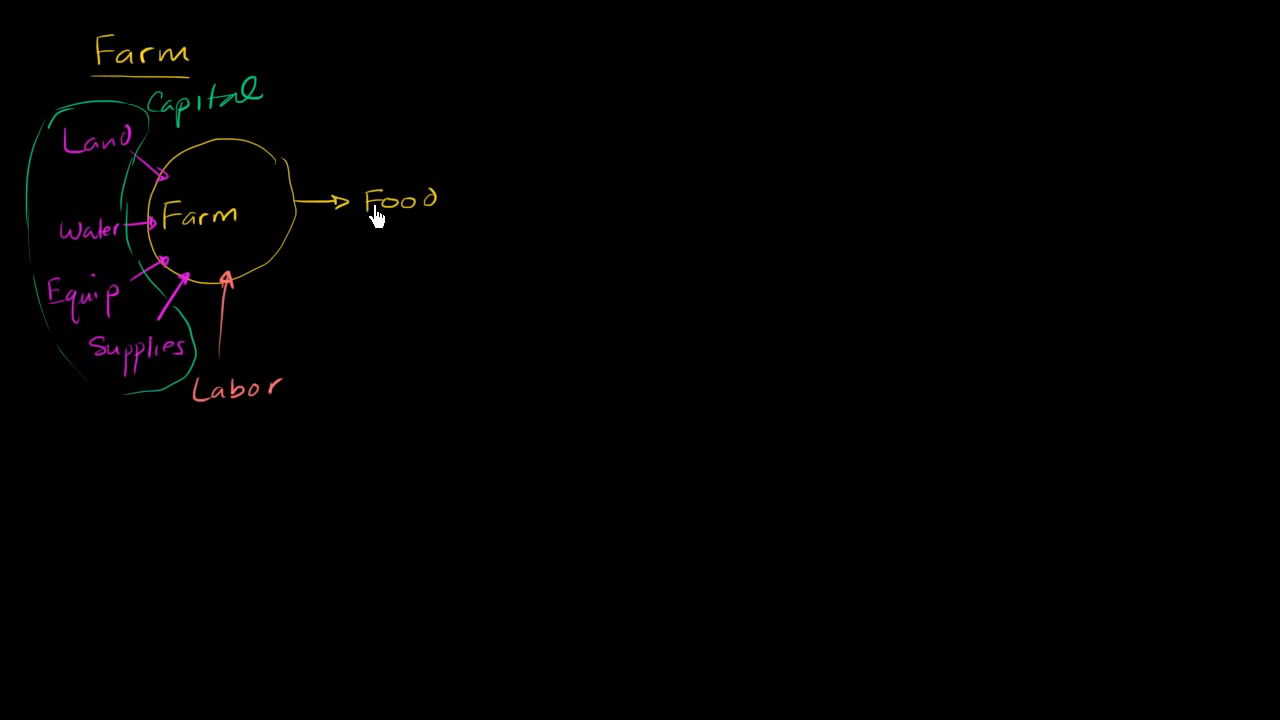 Farm
Capital
Land
Farm
Food
Water
Equip
Supplies
Labor